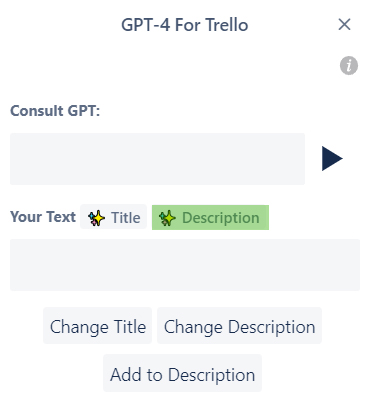 GPT-4 For Trello
Consult GPT:
Your Text Title Description
Change Title Change Description
Add to Description